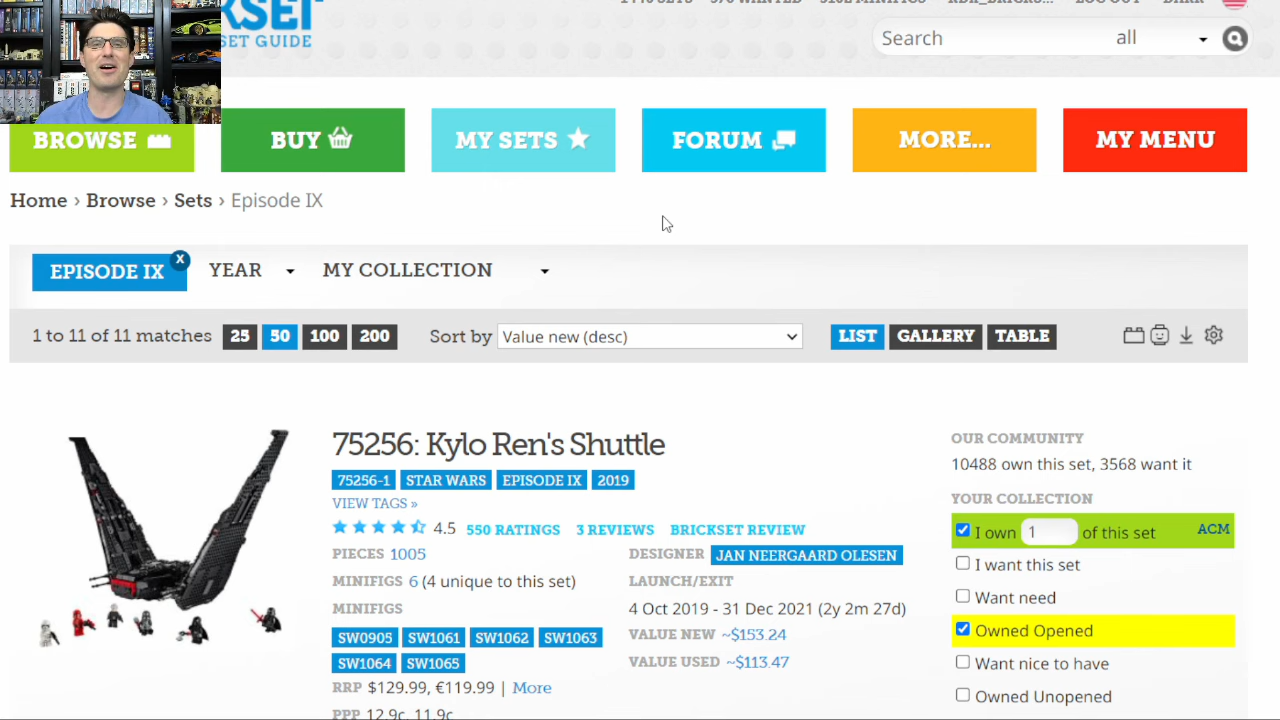 SET GUIDE
Search all
BROWSE BUY MY SETS FORUM MORE... MY MENU
Home › Browse › Sets › Episode IX
EPISODE IX X YEAR MY COLLECTION
1 to 11 of 11 matches 25 50 100 200 Sort by Value new (desc) LIST GALLERY TABLE
75256: Kylo Ren's Shuttle
75256-1 STAR WARS EPISODE IX 2019
VIEW TAGS »
4.5 550 RATINGS 3 REVIEWS BRICKSET REVIEW
PIECES 1005
MINIFIGS 6 (4 unique to this set)
MINIFIGS
SW0905 SW1061 SW1062 SW1063
SW1064 SW1065
RRP $129.99, €119.99 | More
PPP 12.9c, 11.9c
DESIGNER JAN NEERGAARD OLESEN
LAUNCH/EXIT
4 Oct 2019 - 31 Dec 2021 (2y 2m 27d)
VALUE NEW ~$153.24
VALUE USED ~$113.47
OUR COMMUNITY
10488 own this set, 3568 want it
YOUR COLLECTION
I own 1 of this set ACM
I want this set
Want need
Owned Opened
Want nice to have
Owned Unopened